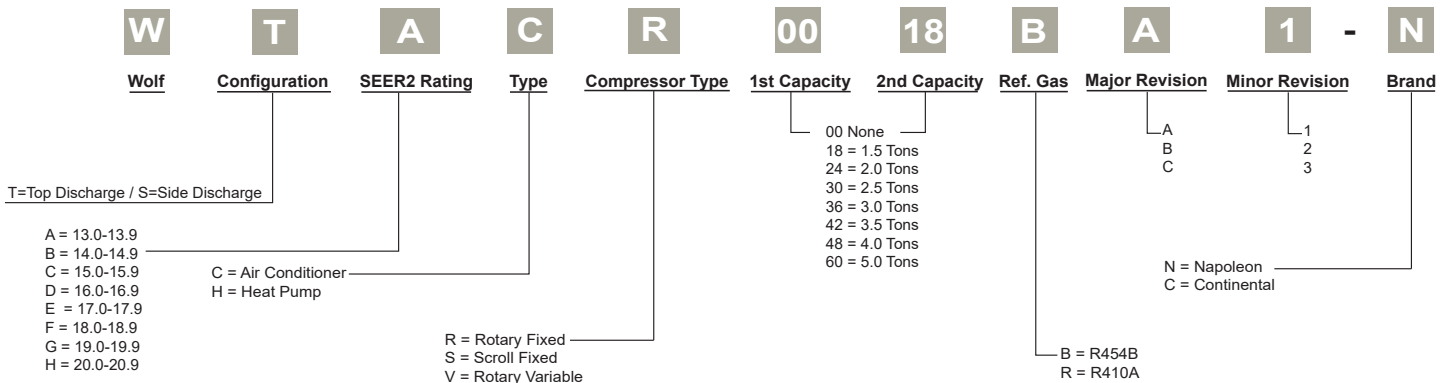 W T A C R 00 18 B A 1 - N
Wolf Configuration SEER2 Rating Type Compressor Type 1st Capacity 2nd Capacity Ref. Gas Major Revision Minor Revision Brand
T=Top Discharge / S=Side Discharge
A = 13.0-13.9
B = 14.0-14.9
C = 15.0-15.9
D = 16.0-16.9
E = 17.0-17.9
F = 18.0-18.9
G = 19.0-19.9
H = 20.0-20.9
C = Air Conditioner
H = Heat Pump
R = Rotary Fixed
S = Scroll Fixed
V = Rotary Variable
00 None
18 = 1.5 Tons
24 = 2.0 Tons
30 = 2.5 Tons
36 = 3.0 Tons
42 = 3.5 Tons
48 = 4.0 Tons
60 = 5.0 Tons
B = R454B
R = R410A
A
B
C
1
2
3
N = Napoleon
C = Continental